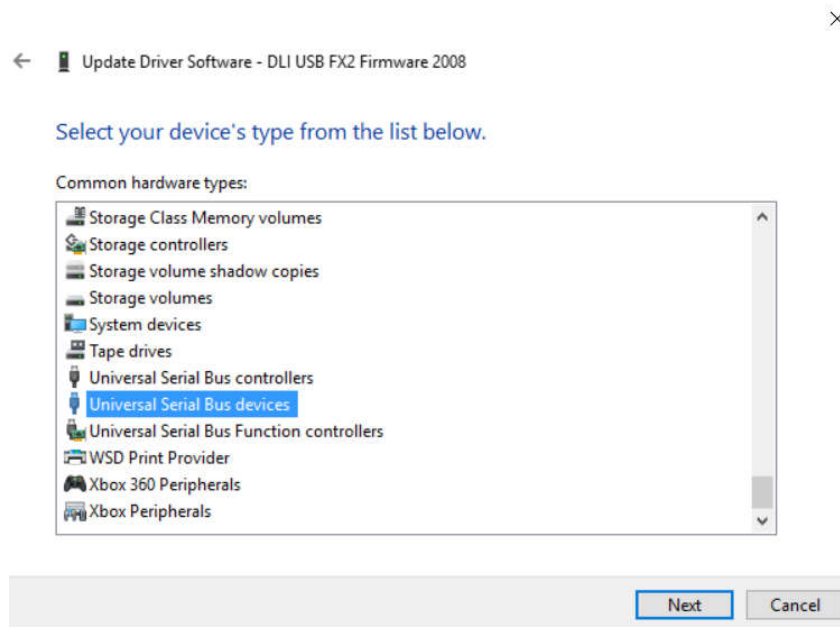 Update Driver Software - DLI USB FX2 Firmware 2008
Select your device's type from the list below.
Common hardware types:
Storage Class Memory volumes
Storage controllers
Storage volume shadow copies
Storage volumes
System devices
Tape drives
Universal Serial Bus controllers
Universal Serial Bus devices
Universal Serial Bus Function controllers
WSD Print Provider
Xbox 360 Peripherals
Xbox Peripherals
Next
Cancel